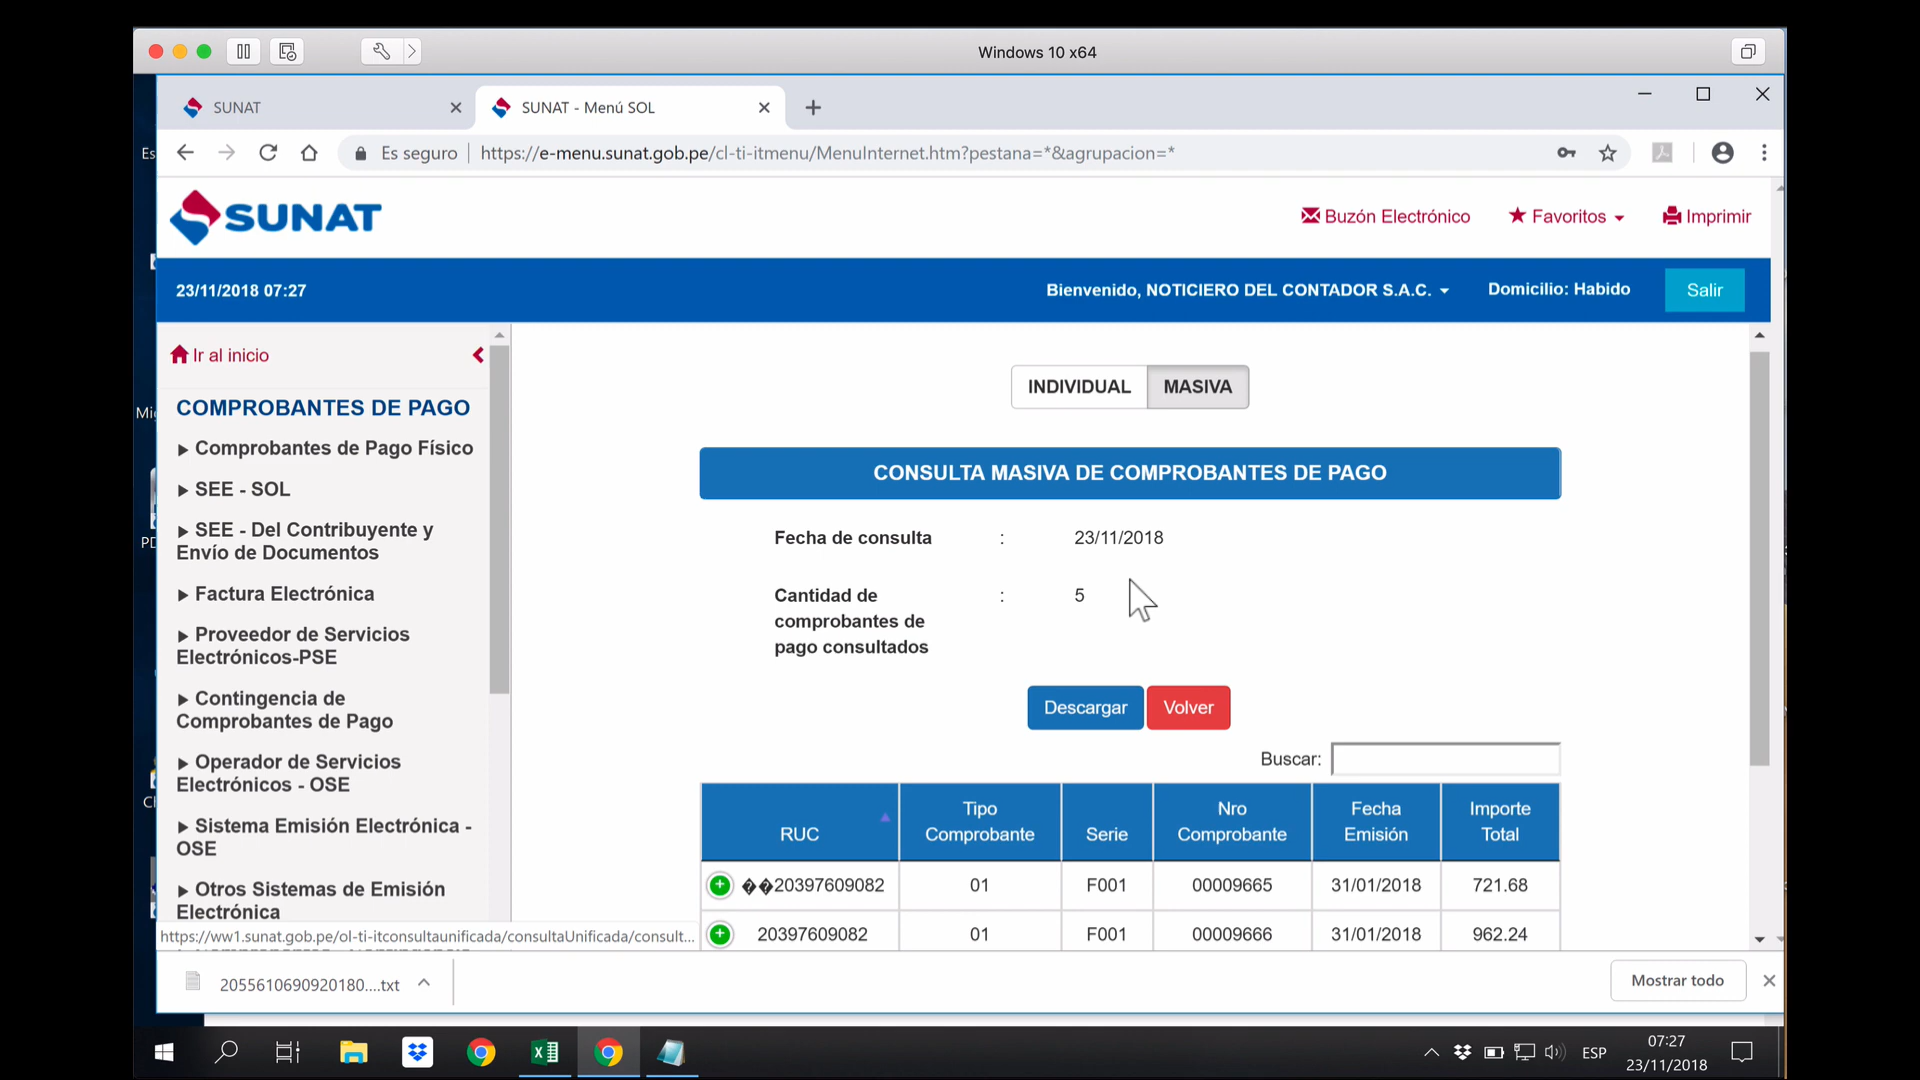 Windows 10 x64
SUNAT
SUNAT - Menú SOL
Es seguro
https://e-menu.sunat.gob.pe/cl-ti-itmenu/MenuInternet.htm?pestana=*&agrupacion=*
SUNAT
Buzón Electrónico
Favoritos
Imprimir
23/11/2018 07:27
Bienvenido, NOTICIERO DEL CONTADOR S.A.C.
Domicilio: Habido
Salir
Ir al inicio
COMPROBANTES DE PAGO
Comprobantes de Pago Físico
SEE - SOL
SEE - Del Contribuyente y
Envío de Documentos
Factura Electrónica
Proveedor de Servicios
Electrónicos-PSE
Contingencia de
Comprobantes de Pago
Operador de Servicios
Electrónicos - OSE
Sistema Emisión Electrónica -
OSE
Otros Sistemas de Emisión
Electrónica
https://ww1.sunat.gob.pe/ol-ti-itconsultaunificada/consultaUnificada/consult...
INDIVIDUAL
MASIVA
CONSULTA MASIVA DE COMPROBANTES DE PAGO
Fecha de consulta : 23/11/2018
Cantidad de : 5
comprobantes de
pago consultados
Descargar
Volver
Buscar:
RUC Tipo Comprobante Serie Nro Comprobante Fecha Emisión Importe Total
��20397609082 01 F001 00009665 31/01/2018 721.68
20397609082 01 F001 00009666 31/01/2018 962.24
2055610690920180....txt
Mostrar todo
ESP
07:27
23/11/2018